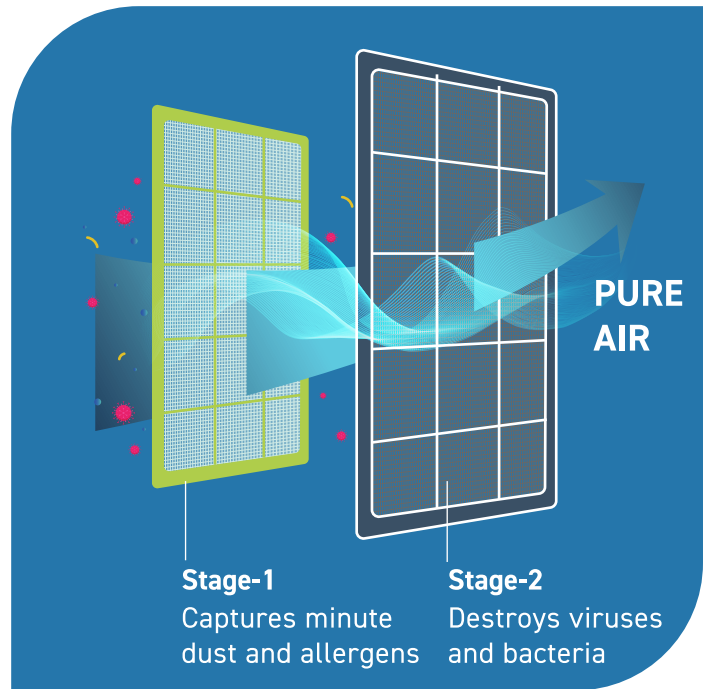 PURE
AIR
Stage-1
Captures minute
dust and allergens
Stage-2
Destroys viruses
and bacteria